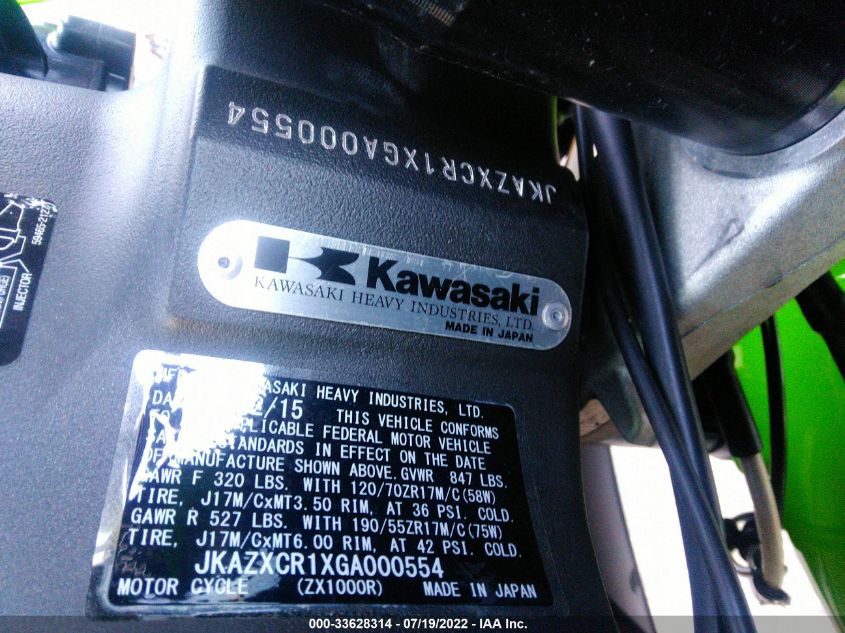 JKAZXCR1XGA000554
59465-2127
INJECTOR
Kawasaki
KAWASAKI HEAVY INDUSTRIES, LTD.
MADE IN JAPAN
KAWASAKI HEAVY INDUSTRIES, LTD.
/15 THIS VEHICLE CONFORMS
FEDERAL MOTOR VEHICLE
STANDARDS IN EFFECT ON THE DATE
OF MANUFACTURE SHOWN ABOVE. GVWR 847 LBS.
GAWR F 320 LBS. WITH 120/70ZR17M/C(58W)
TIRE, J17M/CxMT3.50 RIM, AT 36 PSI. COLD.
GAWR R 527 LBS. WITH 190/55ZR17M/C(75W)
TIRE, J17M/CxMT6.00 RIM, AT 42 PSI. COLD.
JKAZXCR1XGA000554
MOTOR CYCLE (ZX1000R) MADE IN JAPAN
000-33628314 - 07/19/2022 - IAA Inc.